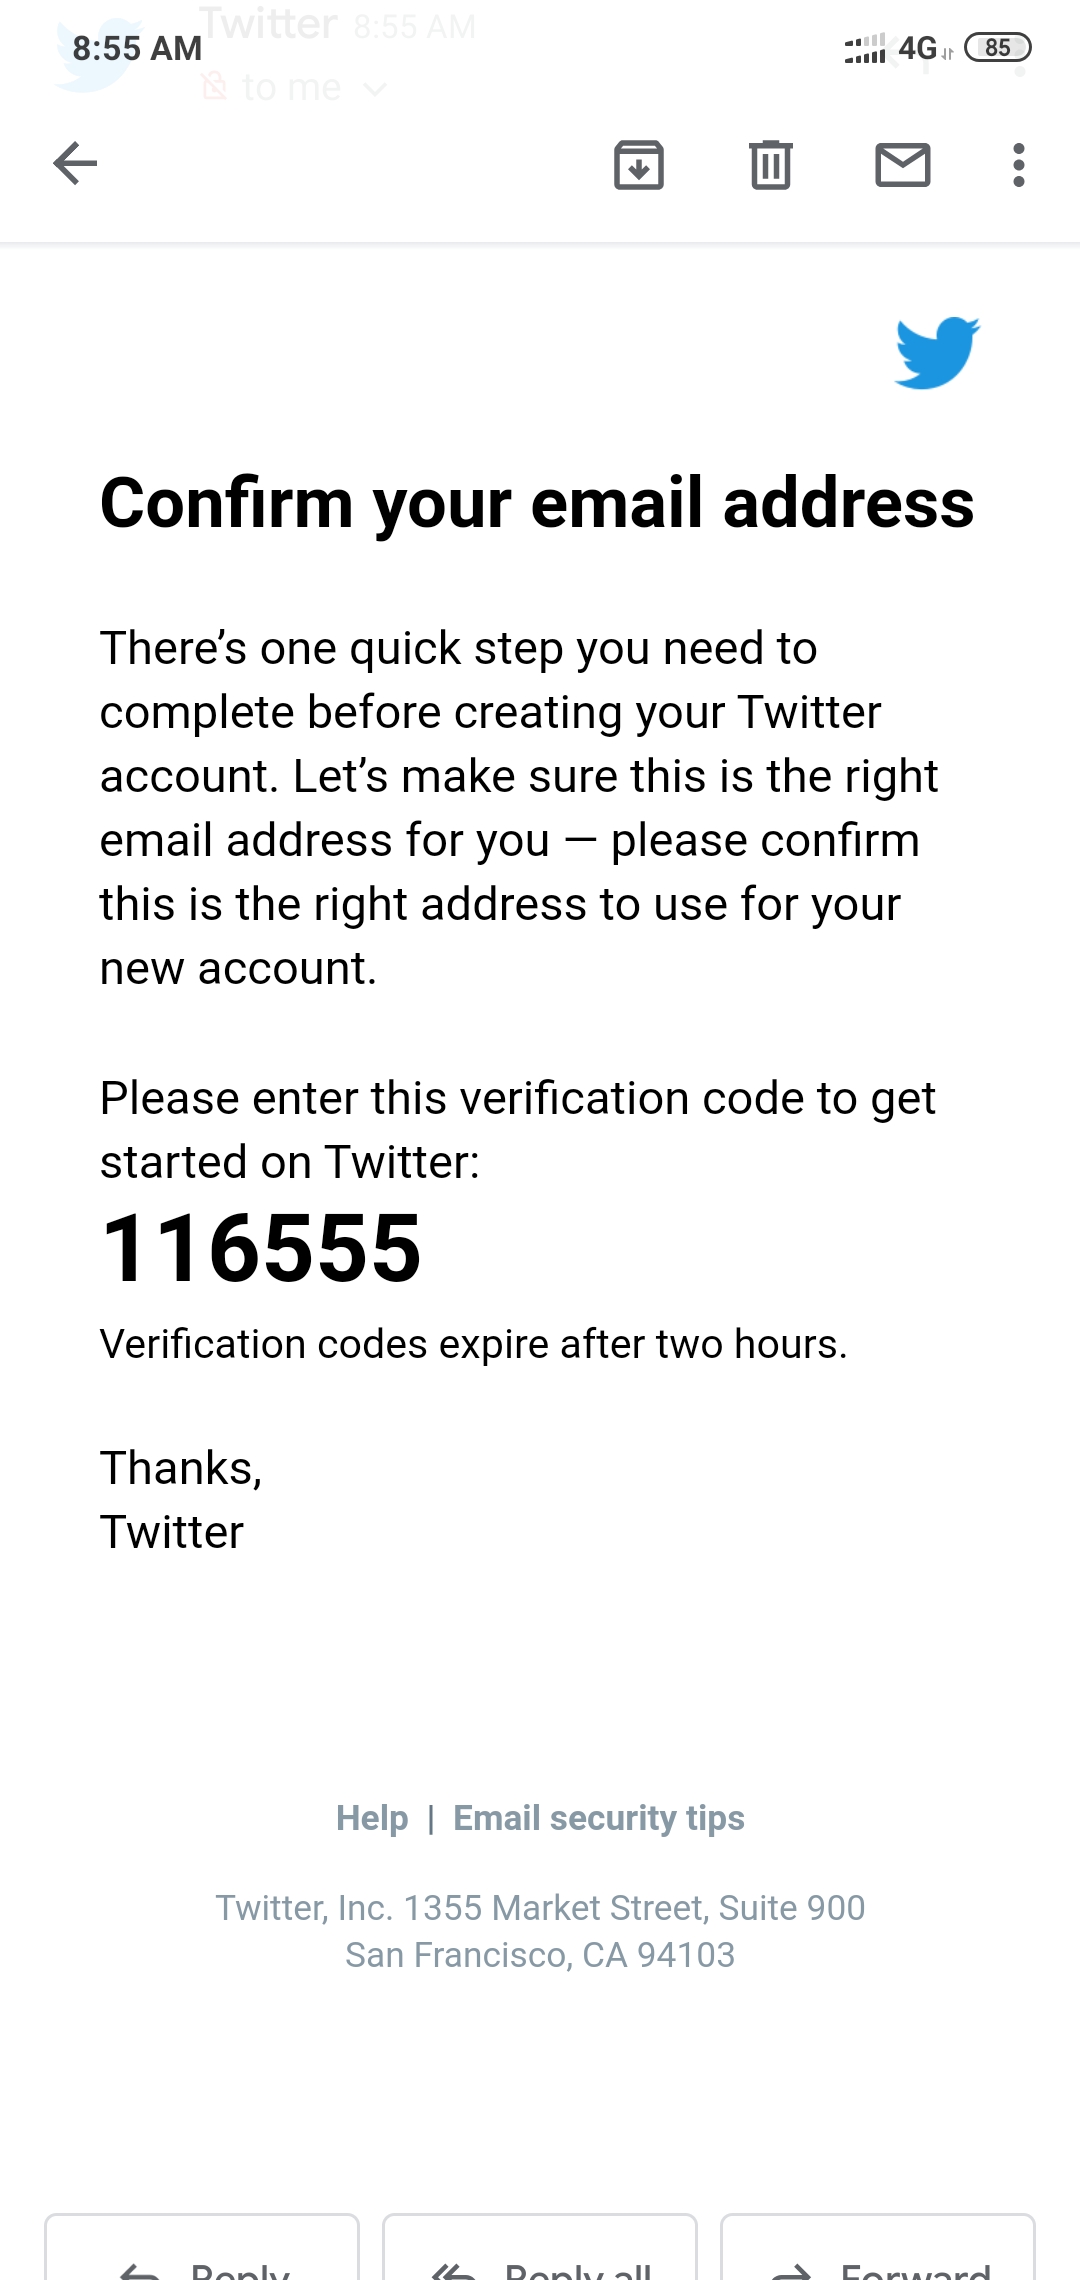 Twitter 8:55 AM
8:55 AM 4G 85
to me
Confirm your email address
There’s one quick step you need to
complete before creating your Twitter
account. Let’s make sure this is the right
email address for you — please confirm
this is the right address to use for your
new account.
Please enter this verification code to get
started on Twitter:
116555
Verification codes expire after two hours.
Thanks,
Twitter
Help | Email security tips
Twitter, Inc. 1355 Market Street, Suite 900
San Francisco, CA 94103
Reply Reply all Forward